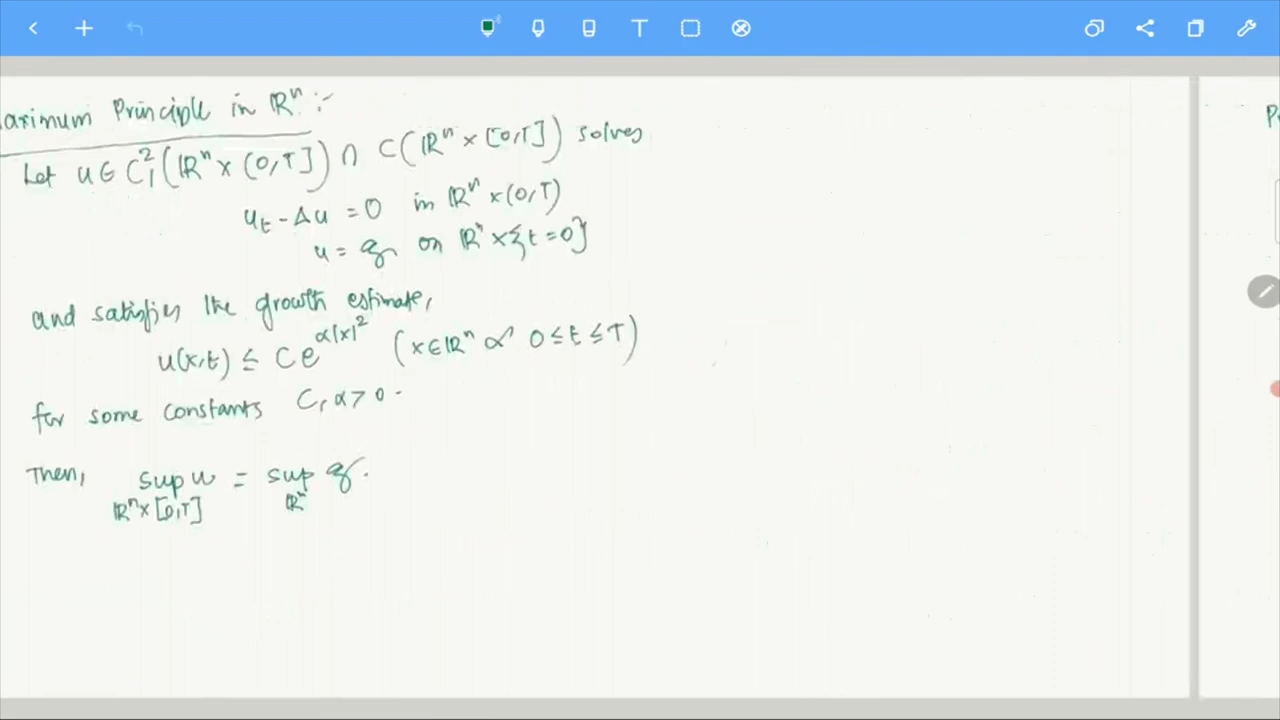 aximum Principle in ℝⁿ :-
Let u ∈ C₁²(ℝⁿ × (0,T]) ∩ C(ℝⁿ × [0,T]) solves
u_t - Δu = 0 in ℝⁿ × (0,T)
u = g on ℝⁿ × {t = 0}
and satisfies the growth estimate,
u(x,t) ≤ C e^{α|x|²} (x ∈ ℝⁿ & 0 ≤ t ≤ T)
for some constants C, α > 0.
Then, sup u = sup g.
ℝⁿ × [0,T] ℝⁿ
T